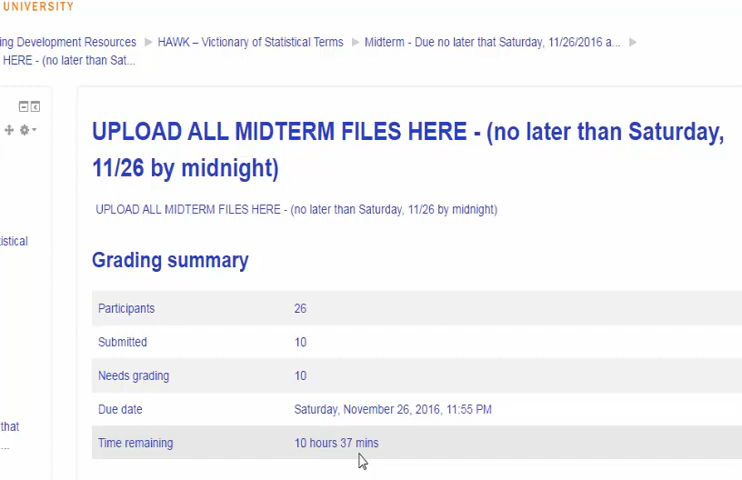 UNIVERSITY
ing Development Resources ▶ HAWK – Victionary of Statistical Terms ▶ Midterm - Due no later that Saturday, 11/26/2016 a... ▶
HERE - (no later than Sat...
UPLOAD ALL MIDTERM FILES HERE - (no later than Saturday,
11/26 by midnight)
UPLOAD ALL MIDTERM FILES HERE - (no later than Saturday, 11/26 by midnight)
istical
Grading summary
Participants 26
Submitted 10
Needs grading 10
Due date Saturday, November 26, 2016, 11:55 PM
that
Time remaining 10 hours 37 mins
...